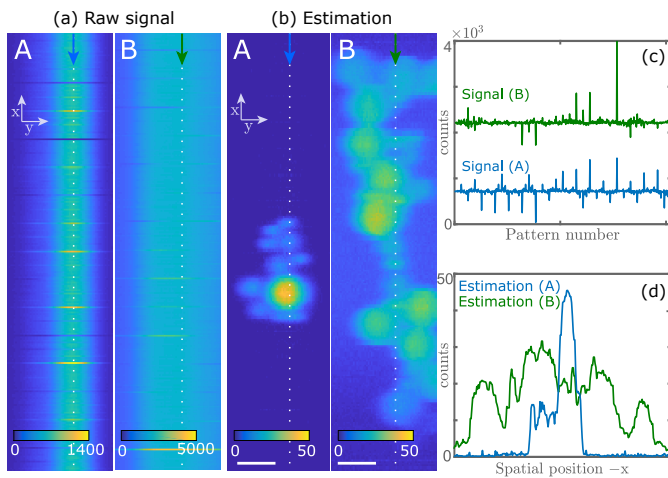 (a) Raw signal
(b) Estimation
A
B
A
B
x
y
x
y
0
1400
0
5000
0
50
0
50
(c)
4 ×10³
Signal (B)
Signal (A)
counts
0
Pattern number
(d)
50
Estimation (A)
Estimation (B)
counts
0
Spatial position −x